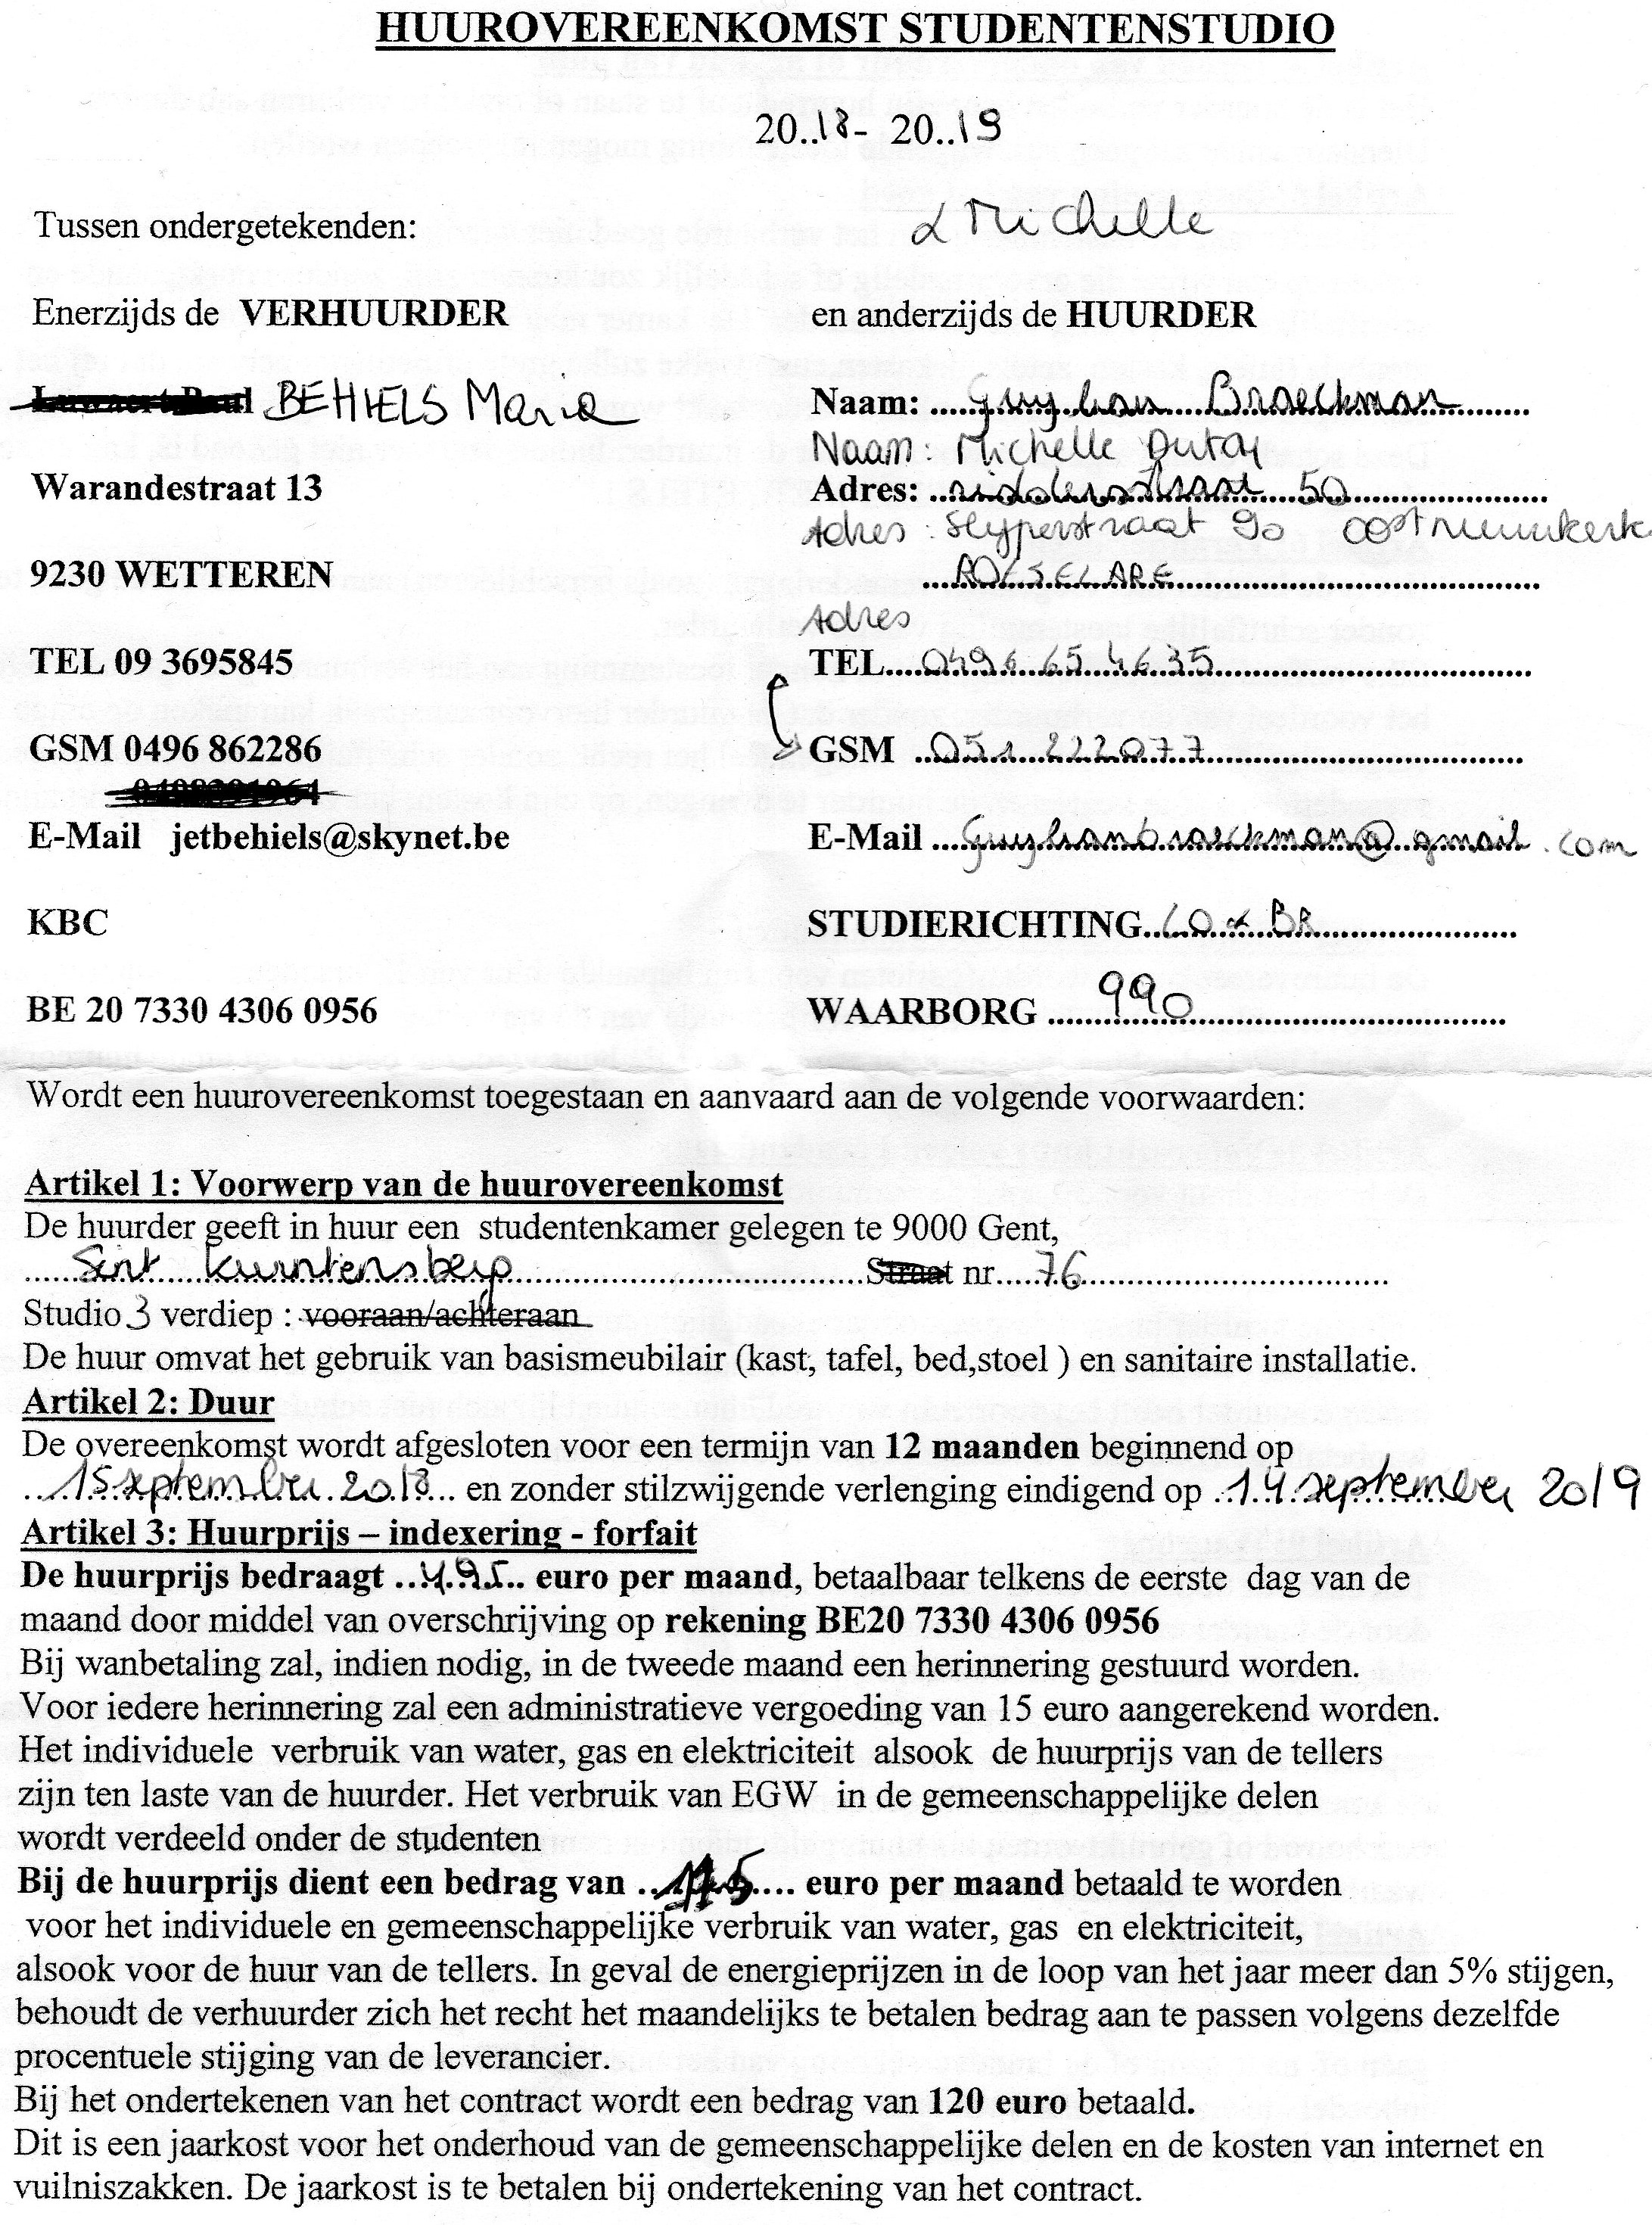 HUUROVEREENKOMST STUDENTENSTUDIO
20..18- 20..19
Tussen ondergetekenden:
& Michelle
Enerzijds de VERHUURDER
en anderzijds de HUURDER
BEHIELS Maria
Naam: Guylian Braeckman
Naam: Michelle
Warandestraat 13
Adres: ridderstraat 50
Adres: Slyperstraat 90 oostnieuwkerke
9230 WETTEREN
ROESELARE
Adres
TEL 09 3695845
TEL 0496 65 46 35
GSM 0496 862286
GSM 051 222077
E-Mail jetbehiels@skynet.be
E-Mail Guylianbraeckman@gmail.com
KBC
STUDIERICHTING LO & BR
BE 20 7330 4306 0956
WAARBORG 990
Wordt een huurovereenkomst toegestaan en aanvaard aan de volgende voorwaarden:
Artikel 1: Voorwerp van de huurovereenkomst
De huurder geeft in huur een studentenkamer gelegen te 9000 Gent,
Sint Kwintensberg Straat nr 76
Studio 3 verdiep : vooraan/achteraan
De huur omvat het gebruik van basismeubilair (kast, tafel, bed,stoel ) en sanitaire installatie.
Artikel 2: Duur
De overeenkomst wordt afgesloten voor een termijn van 12 maanden beginnend op
15 september 2018 en zonder stilzwijgende verlenging eindigend op 14 september 2019
Artikel 3: Huurprijs – indexering - forfait
De huurprijs bedraagt 495 euro per maand, betaalbaar telkens de eerste dag van de
maand door middel van overschrijving op rekening BE20 7330 4306 0956
Bij wanbetaling zal, indien nodig, in de tweede maand een herinnering gestuurd worden.
Voor iedere herinnering zal een administratieve vergoeding van 15 euro aangerekend worden.
Het individuele verbruik van water, gas en elektriciteit alsook de huurprijs van de tellers
zijn ten laste van de huurder. Het verbruik van EGW in de gemeenschappelijke delen
wordt verdeeld onder de studenten
Bij de huurprijs dient een bedrag van euro per maand betaald te worden
voor het individuele en gemeenschappelijke verbruik van water, gas en elektriciteit,
alsook voor de huur van de tellers. In geval de energieprijzen in de loop van het jaar meer dan 5% stijgen,
behoudt de verhuurder zich het recht het maandelijks te betalen bedrag aan te passen volgens dezelfde
procentuele stijging van de leverancier.
Bij het ondertekenen van het contract wordt een bedrag van 120 euro betaald.
Dit is een jaarkost voor het onderhoud van de gemeenschappelijke delen en de kosten van internet en
vuilniszakken. De jaarkost is te betalen bij ondertekening van het contract.